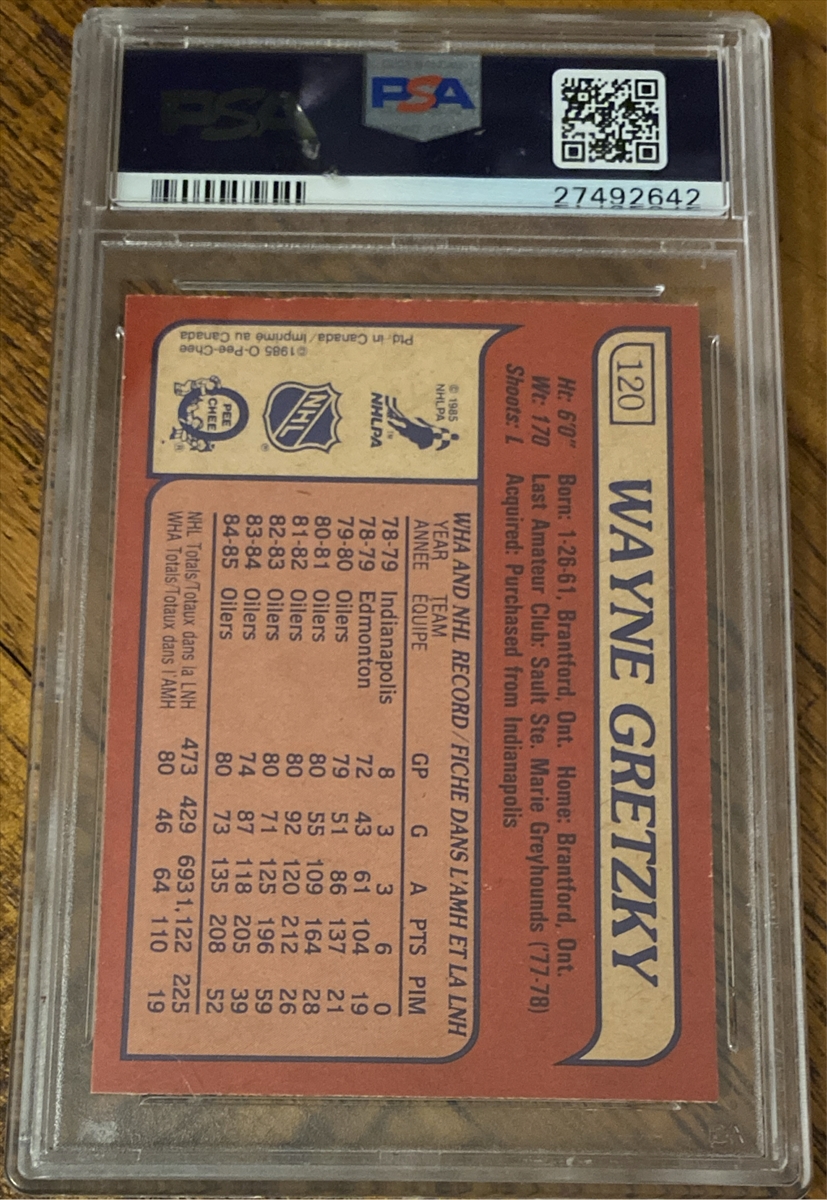 PSA
PSA
27492642
120
WAYNE GRETZKY
Ht: 6'0" Born: 1-26-61, Brantford, Ont. Home: Brantford, Ont.
Wt: 170 Last Amateur Club: Sault Ste. Marie Greyhounds ('77-78)
Shoots: L Acquired: Purchased from Indianapolis
© 1985
NHLPA
NHLPA
TM
NHL
®
O
PEE
CHEE
®
©1985 O-Pee-Chee
Ptd. in Canada/Imprimé au Canada
WHA AND NHL RECORD/FICHE DANS L'AMH ET LA LNH
YEAR TEAM
ANNÉE ÉQUIPE GP G A PTS PIM
78-79 Indianapolis 8 3 3 6 0
78-79 Edmonton 72 43 61 104 19
79-80 Oilers 79 51 86 137 21
80-81 Oilers 80 55 109 164 28
81-82 Oilers 80 92 120 212 26
82-83 Oilers 80 71 125 196 59
83-84 Oilers 74 87 118 205 39
84-85 Oilers 80 73 135 208 52
NHL Totals/Totaux dans la LNH 473 429 693 1,122 225
WHA Totals/Totaux dans l'AMH 80 46 64 110 19